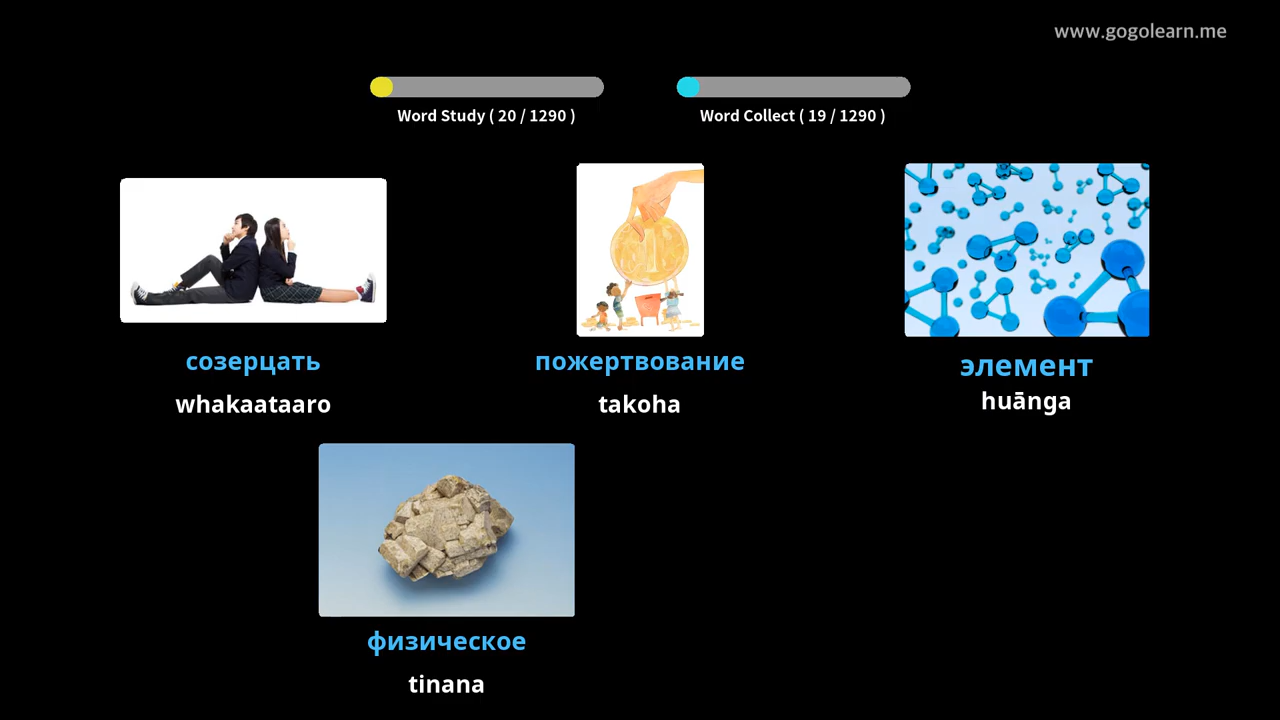 www.gogolearn.me
Word Study ( 20 / 1290 )
Word Collect ( 19 / 1290 )
созерцать
whakaataaro
пожертвование
takoha
элемент
huānga
физическое
tinana